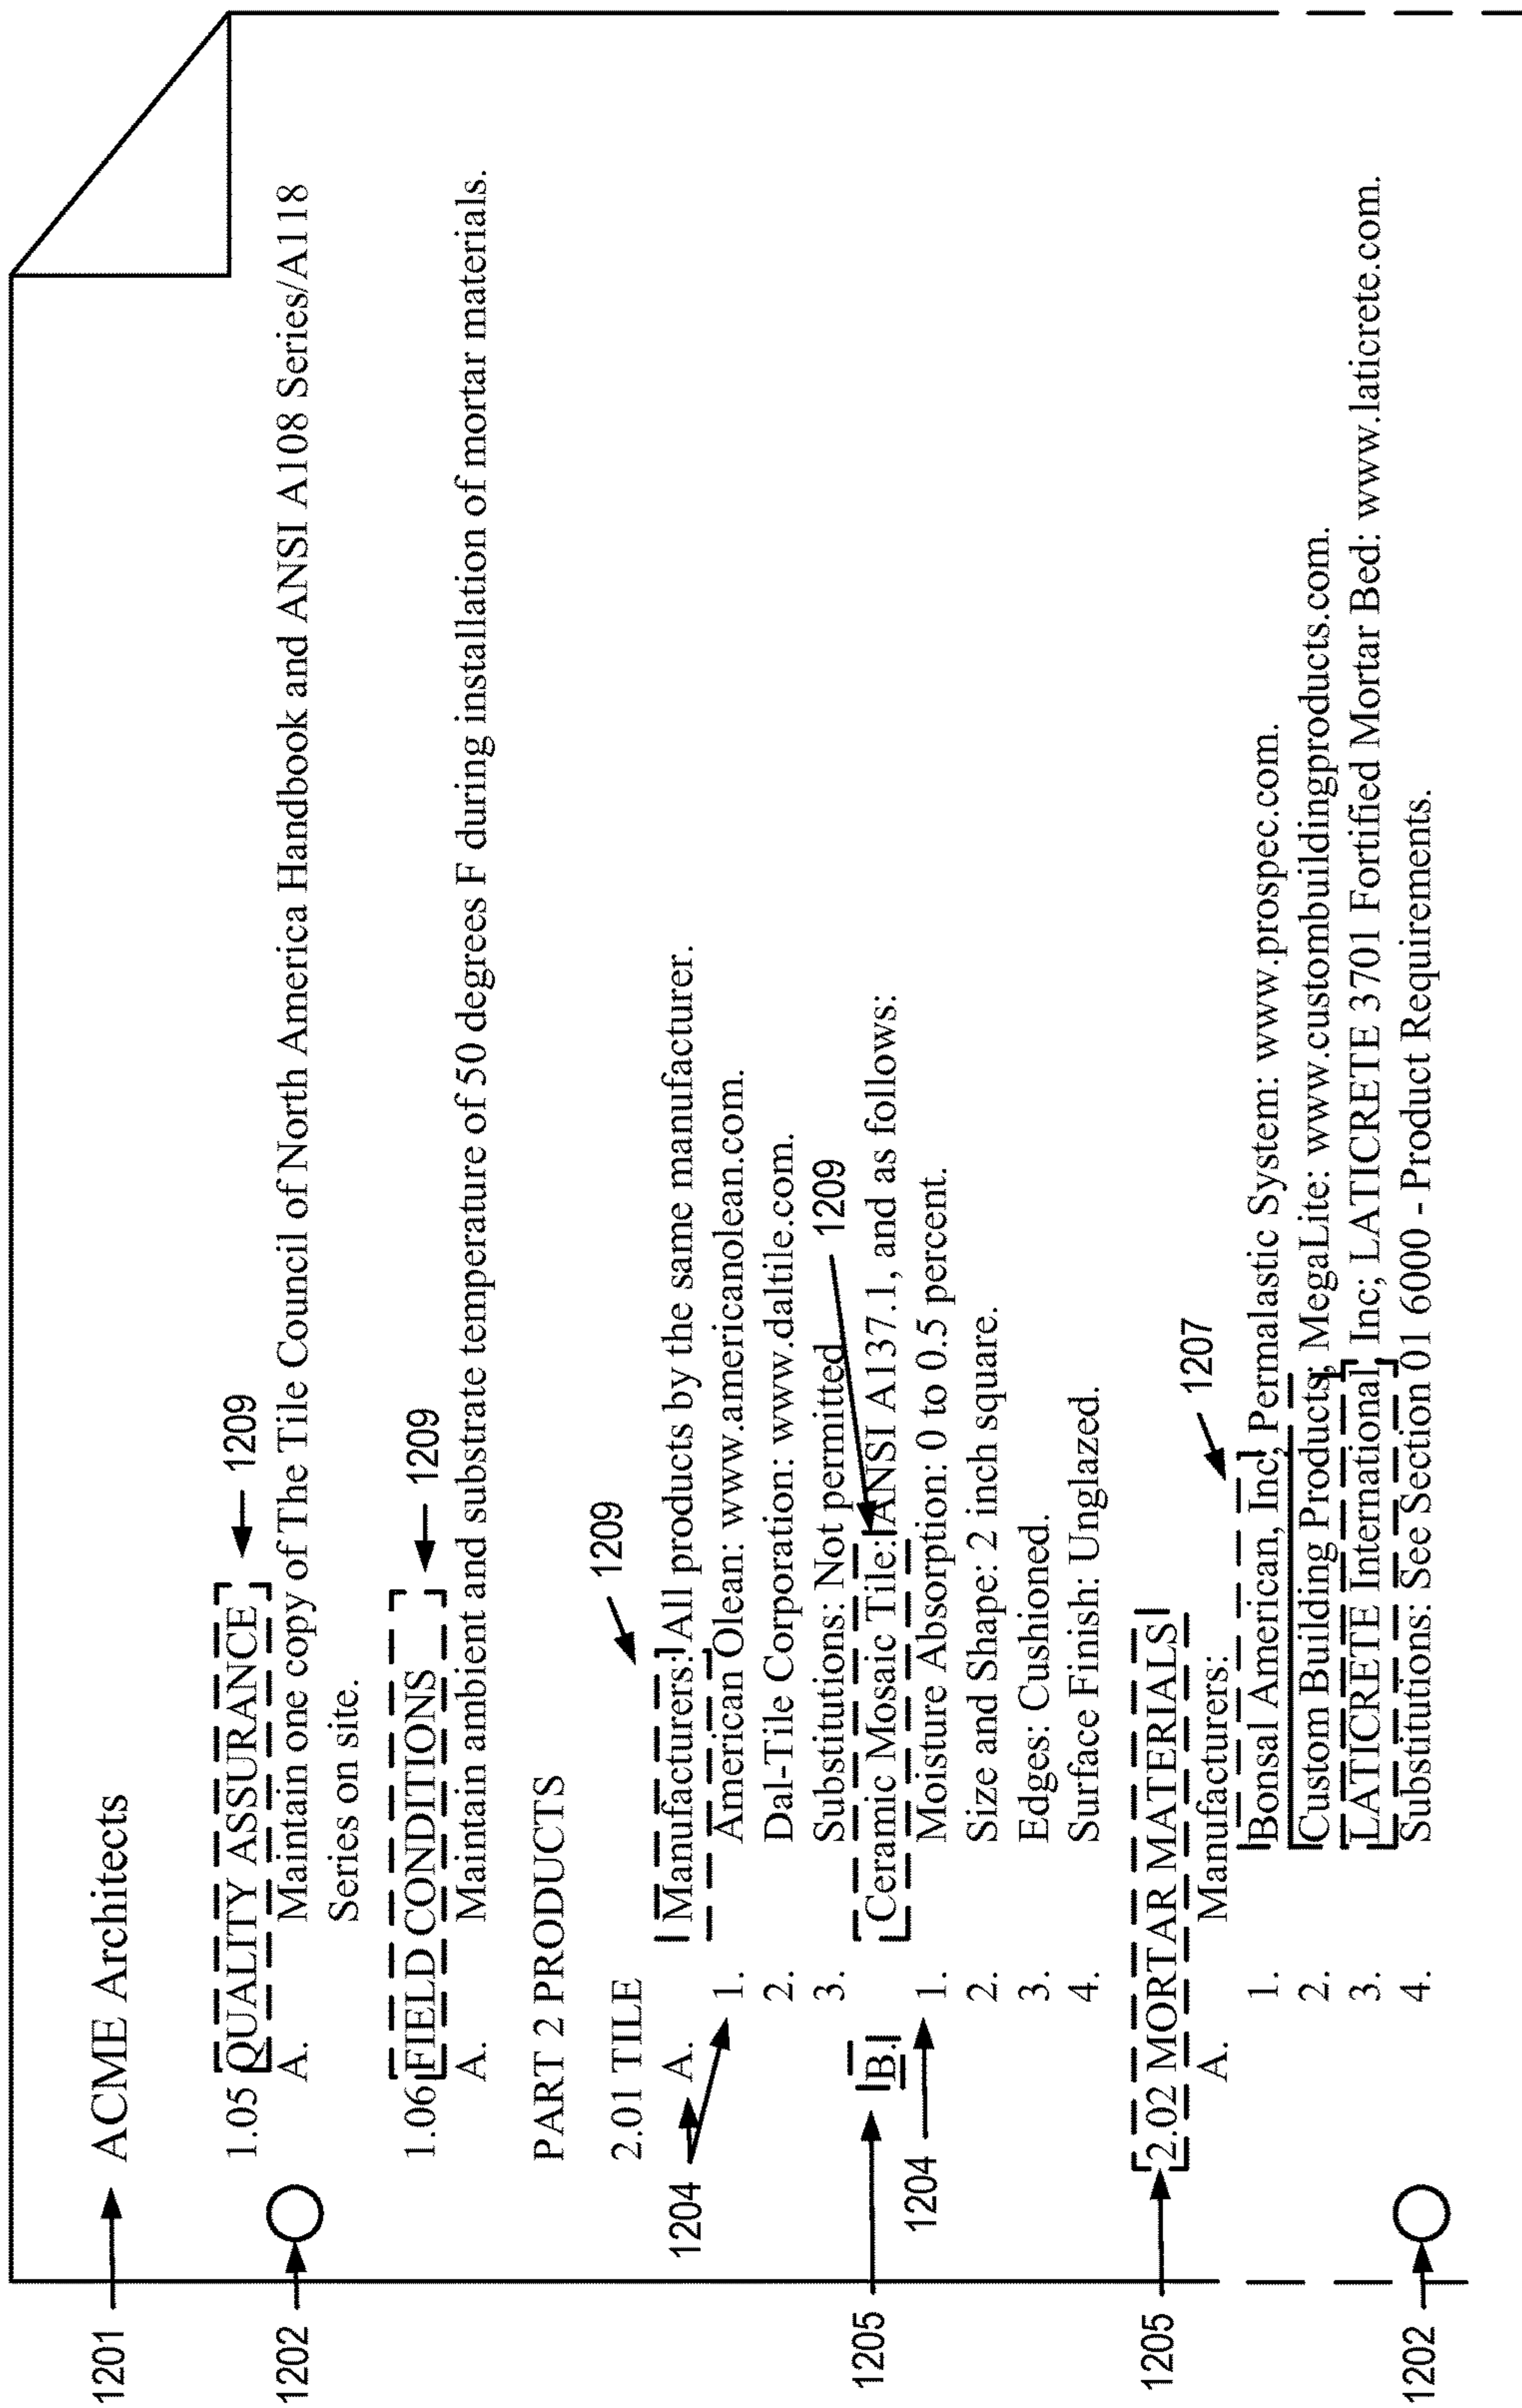 1201
ACME Architects
1.05 QUALITY ASSURANCE
1209
1202
A. Maintain one copy of The Tile Council of North America Handbook and ANSI A108 Series/A118
Series on site.
1.06 FIELD CONDITIONS
1209
A. Maintain ambient and substrate temperature of 50 degrees F during installation of mortar materials.
PART 2 PRODUCTS
2.01 TILE
1209
1204
A. Manufacturers: All products by the same manufacturer.
1. American Olean: www.americanolean.com.
2. Dal-Tile Corporation: www.daltile.com.
3. Substitutions: Not permitted
1209
1205
B. Ceramic Mosaic Tile: ANSI A137.1, and as follows:
1204
1. Moisture Absorption: 0 to 0.5 percent.
2. Size and Shape: 2 inch square.
3. Edges: Cushioned.
4. Surface Finish: Unglazed.
1205
2.02 MORTAR MATERIALS
A. Manufacturers:
1207
1. Bonsal American, Inc; Permalastic System: www.prospec.com.
2. Custom Building Products; MegaLite: www.custombuildingproducts.com.
3. LATICRETE International, Inc; LATICRETE 3701 Fortified Mortar Bed: www.laticrete.com.
1202
4. Substitutions: See Section 01 6000 - Product Requirements.